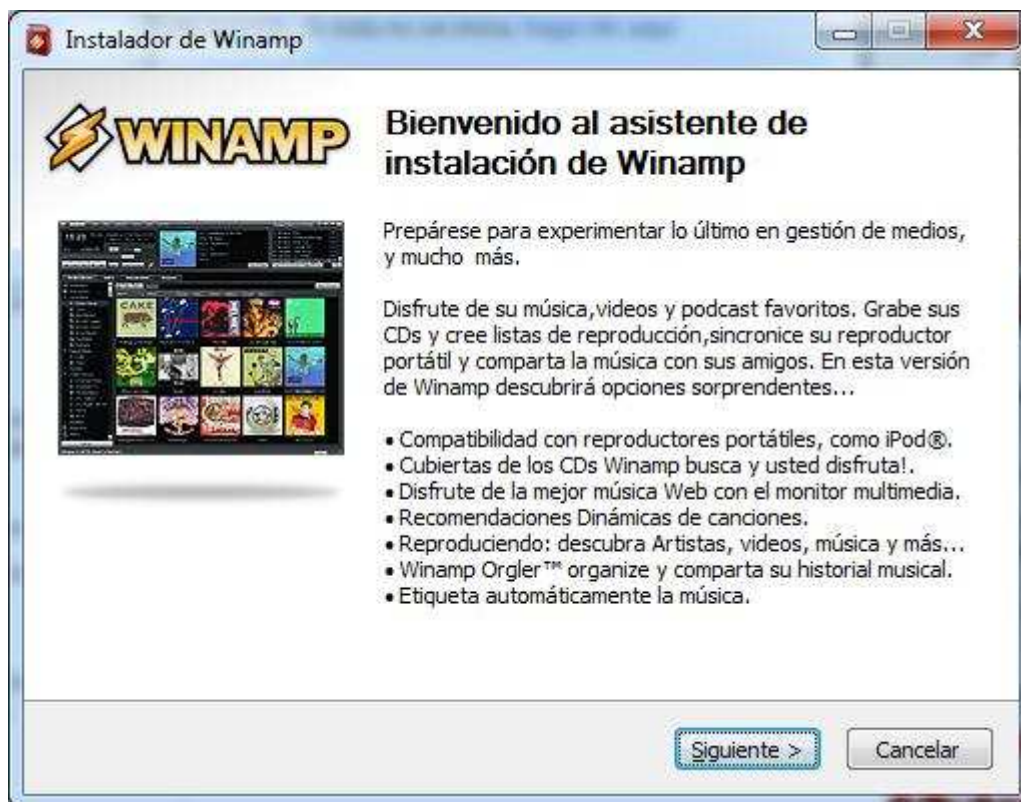 Instalador de Winamp
WINAMP
Bienvenido al asistente de
instalación de Winamp
CAKE
Prepárese para experimentar lo último en gestión de medios,
y mucho más.
Disfrute de su música,videos y podcast favoritos. Grabe sus
CDs y cree listas de reproducción,sincronice su reproductor
portátil y comparta la música con sus amigos. En esta versión
de Winamp descubrirá opciones sorprendentes...
• Compatibilidad con reproductores portátiles, como iPod®.
• Cubiertas de los CDs Winamp busca y usted disfruta!.
• Disfrute de la mejor música Web con el monitor multimedia.
• Recomendaciones Dinámicas de canciones.
• Reproduciendo: descubra Artistas, videos, música y más...
• Winamp Orgler™ organize y comparta su historial musical.
• Etiqueta automáticamente la música.
Siguiente >
Cancelar